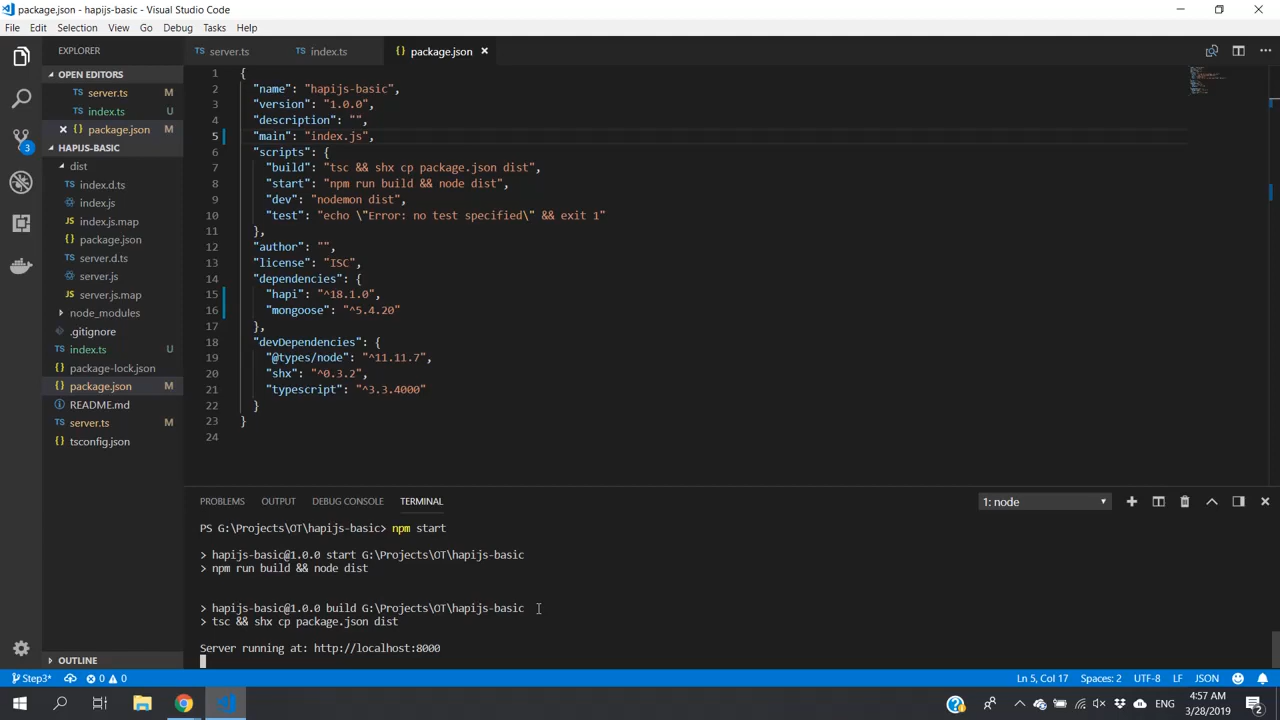 package.json - hapijs-basic - Visual Studio Code
File Edit Selection View Go Debug Tasks Help
EXPLORER
server.ts
index.ts
package.json
OPEN EDITORS
server.ts M
index.ts U
package.json M
HAPIJS-BASIC
dist
index.d.ts
index.js
index.js.map
package.json
server.d.ts
server.js
server.js.map
node_modules
.gitignore
index.ts U
package-lock.json
package.json M
README.md
server.ts M
tsconfig.json
OUTLINE
3
1 {
2 "name": "hapijs-basic",
3 "version": "1.0.0",
4 "description": "",
5 "main": "index.js",
6 "scripts": {
7 "build": "tsc && shx cp package.json dist",
8 "start": "npm run build && node dist",
9 "dev": "nodemon dist",
10 "test": "echo \"Error: no test specified\" && exit 1"
11 },
12 "author": "",
13 "license": "ISC",
14 "dependencies": {
15 "hapi": "^18.1.0",
16 "mongoose": "^5.4.20"
17 },
18 "devDependencies": {
19 "@types/node": "^11.11.7",
20 "shx": "^0.3.2",
21 "typescript": "^3.3.4000"
22 }
23 }
24
PROBLEMS OUTPUT DEBUG CONSOLE TERMINAL
1: node
PS G:\Projects\OT\hapijs-basic> npm start
> hapijs-basic@1.0.0 start G:\Projects\OT\hapijs-basic
> npm run build && node dist
> hapijs-basic@1.0.0 build G:\Projects\OT\hapijs-basic
> tsc && shx cp package.json dist
Server running at: http://localhost:8000
Step3* 0 0
Ln 5, Col 17 Spaces: 2 UTF-8 LF JSON
ENG
4:57 AM
3/28/2019
2